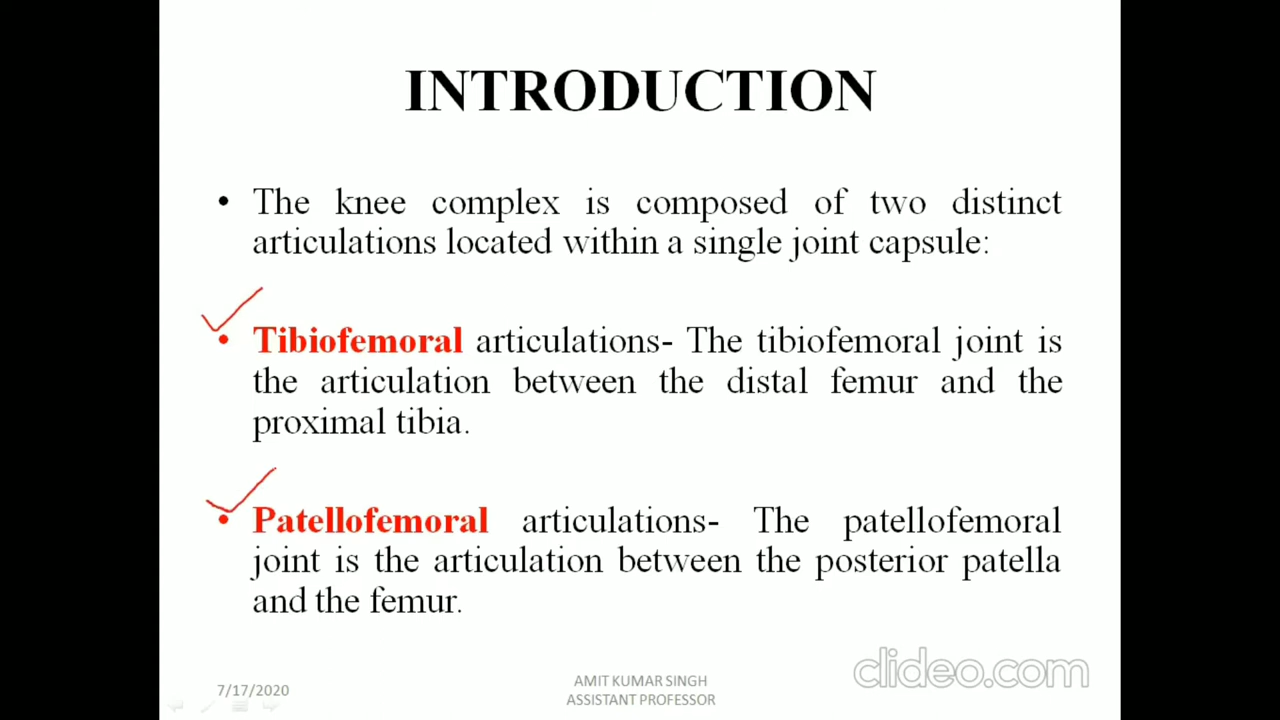 INTRODUCTION
• The knee complex is composed of two distinct
articulations located within a single joint capsule:
• Tibiofemoral articulations- The tibiofemoral joint is
the articulation between the distal femur and the
proximal tibia.
• Patellofemoral articulations- The patellofemoral
joint is the articulation between the posterior patella
and the femur.
7/17/2020
AMIT KUMAR SINGH
ASSISTANT PROFESSOR
clideo.com